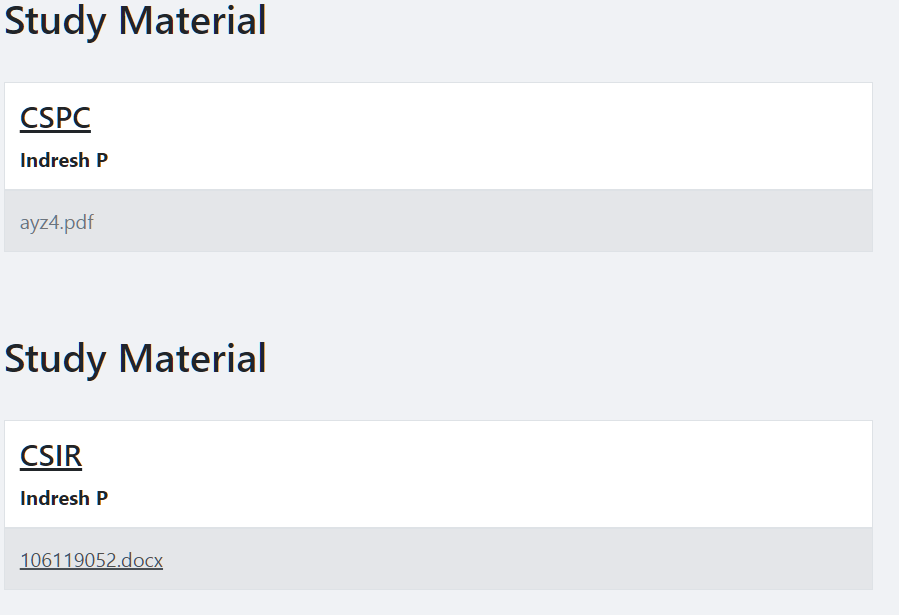 Study Material
CSPC
Indresh P
ayz4.pdf
Study Material
CSIR
Indresh P
106119052.docx